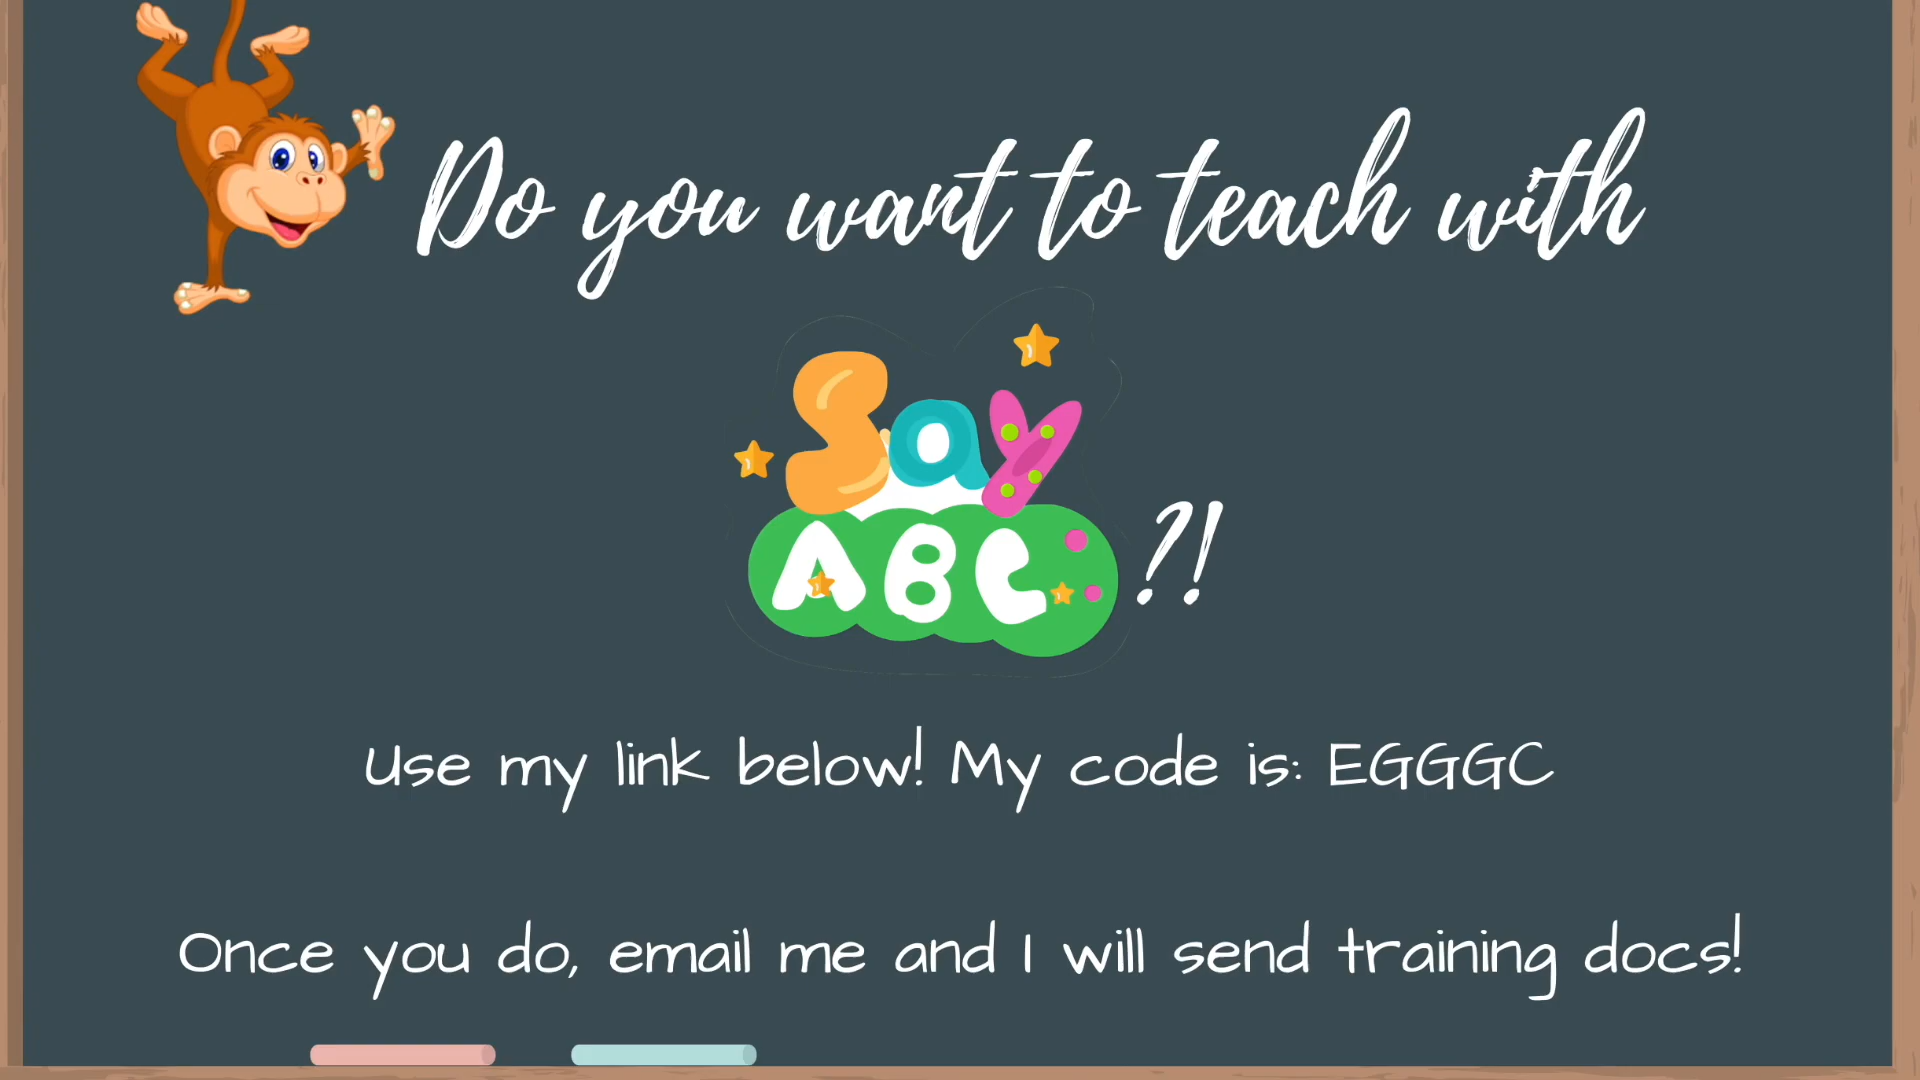 Do you want to teach with
Say
ABC ?!
Use my link below! My code is: EGGGC
Once you do, email me and I will send training docs!